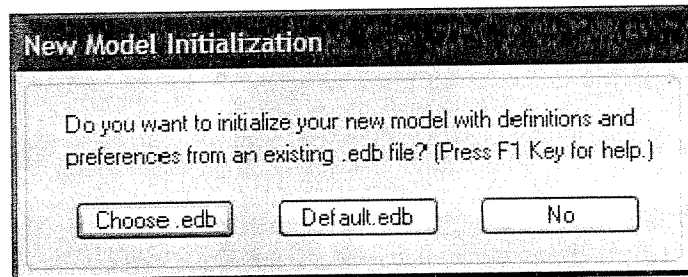 New Model Initialization
Do you want to initialize your new model with definitions and
preferences from an existing .edb file? (Press F1 Key for help.)
Choose .edb
Default.edb
No